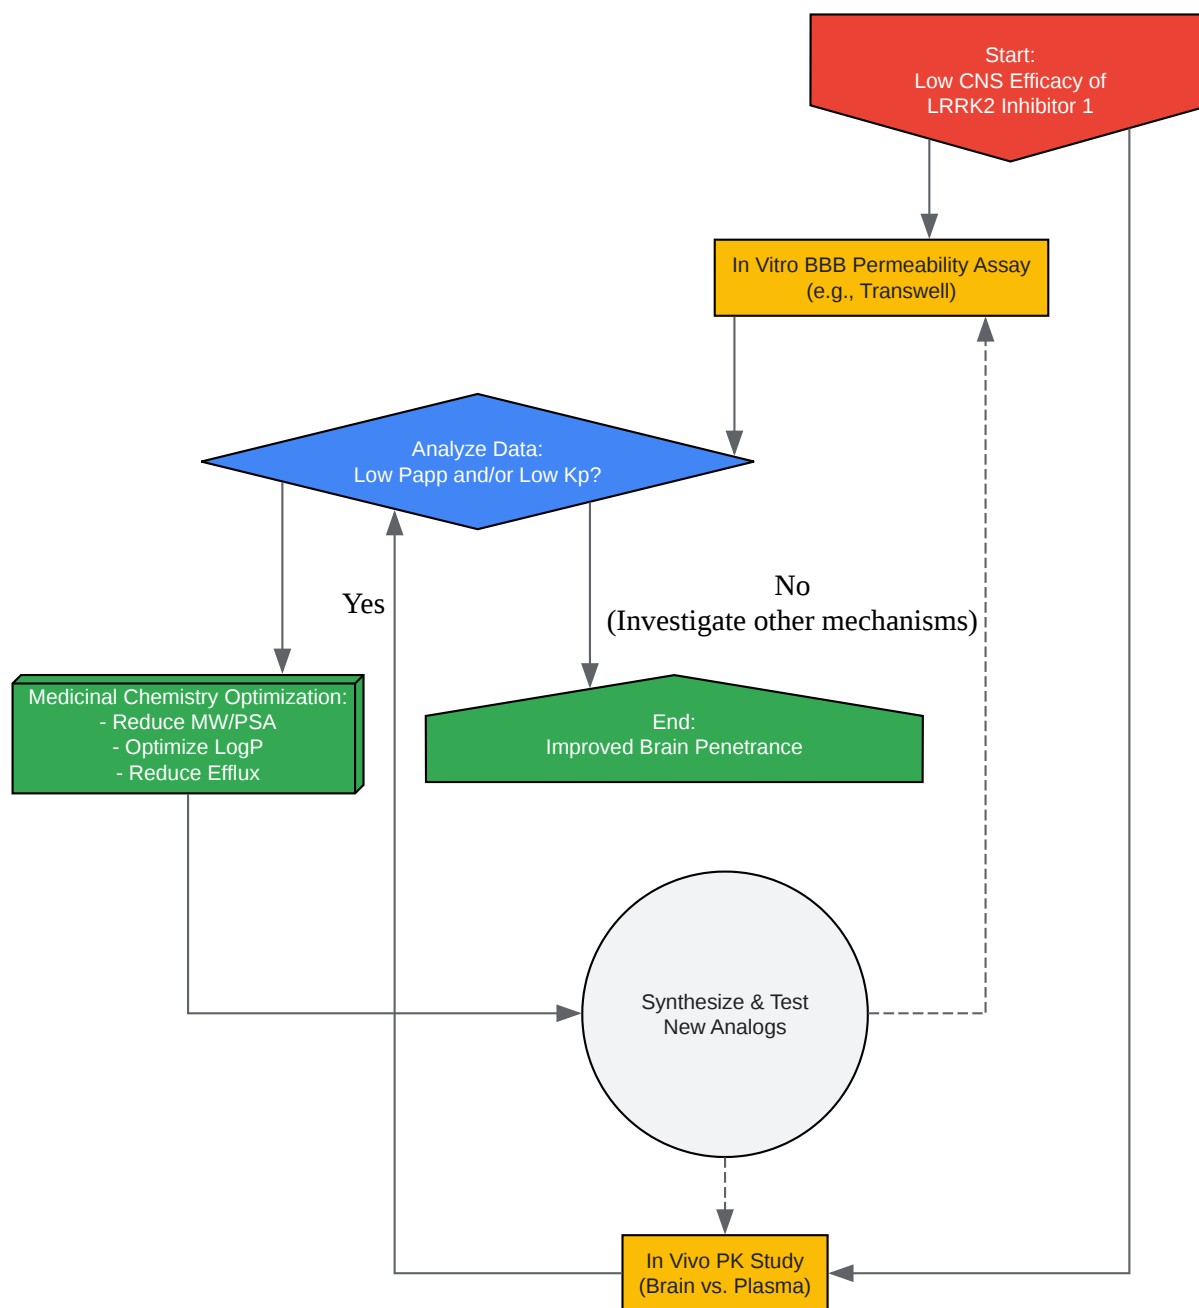 Start:
Low CNS Efficacy of
LRRK2 Inhibitor 1
In Vitro BBB Permeability Assay
(e.g., Transwell)
Analyze Data:
Low Papp and/or Low Kp?
Yes
No
(Investigate other mechanisms)
Medicinal Chemistry Optimization:
- Reduce MW/PSA
- Optimize LogP
- Reduce Efflux
End:
Improved Brain Penetrance
Synthesize & Test
New Analogs
In Vivo PK Study
(Brain vs. Plasma)